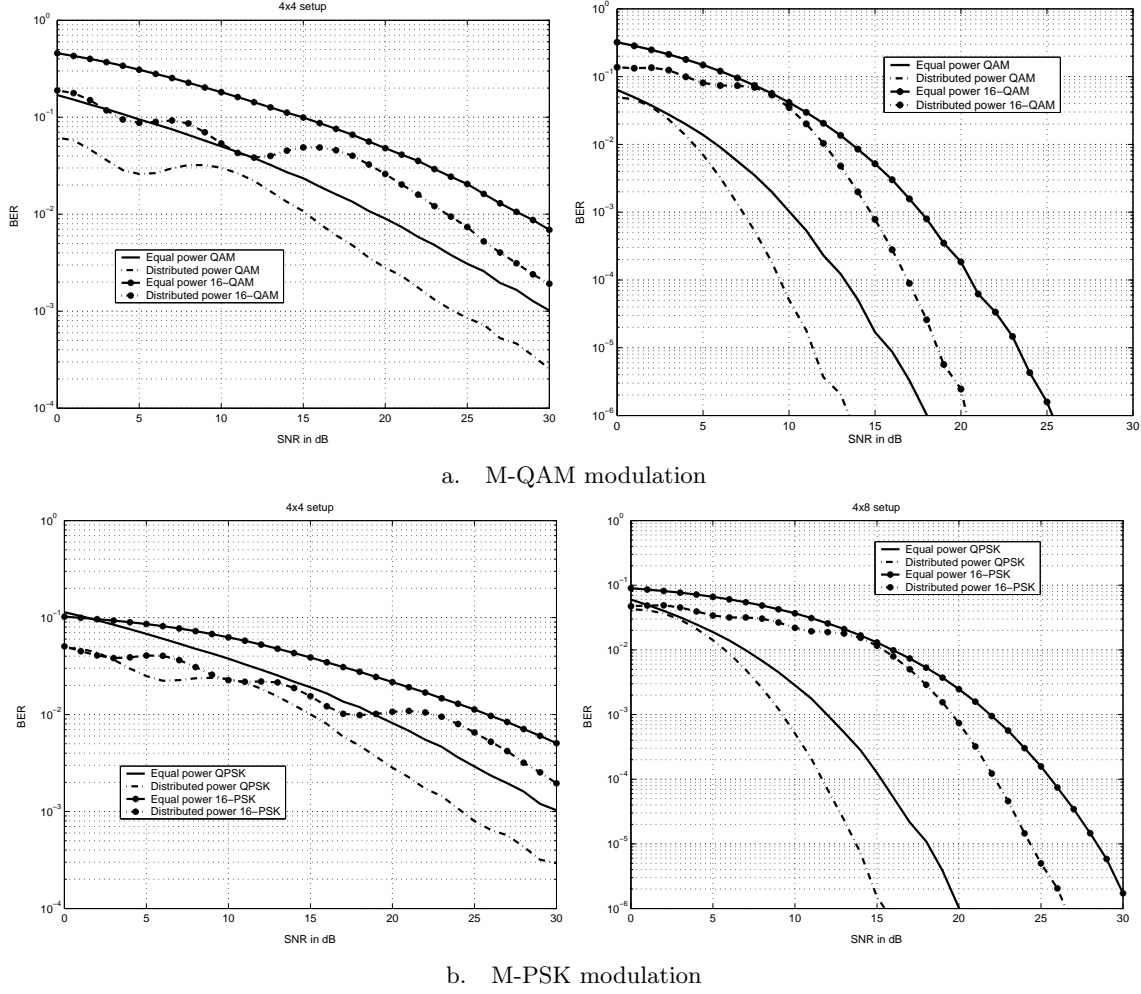 4x4 setup
10^0
10^-1
10^-2
10^-3
10^-4
BER
0 5 10 15 20 25 30
SNR in dB
Equal power QAM
Distributed power QAM
Equal power 16-QAM
Distributed power 16-QAM
10^0
10^-1
10^-2
10^-3
10^-4
10^-5
10^-6
BER
0 5 10 15 20 25 30
SNR in dB
Equal power QAM
Distributed power QAM
Equal power 16-QAM
Distributed power 16-QAM
a. M-QAM modulation
4x4 setup
10^0
10^-1
10^-2
10^-3
10^-4
BER
0 5 10 15 20 25 30
SNR in dB
Equal power QPSK
Distributed power QPSK
Equal power 16-PSK
Distributed power 16-PSK
4x8 setup
10^0
10^-1
10^-2
10^-3
10^-4
10^-5
10^-6
BER
0 5 10 15 20 25 30
SNR in dB
Equal power QPSK
Distributed power QPSK
Equal power 16-PSK
Distributed power 16-PSK
b. M-PSK modulation